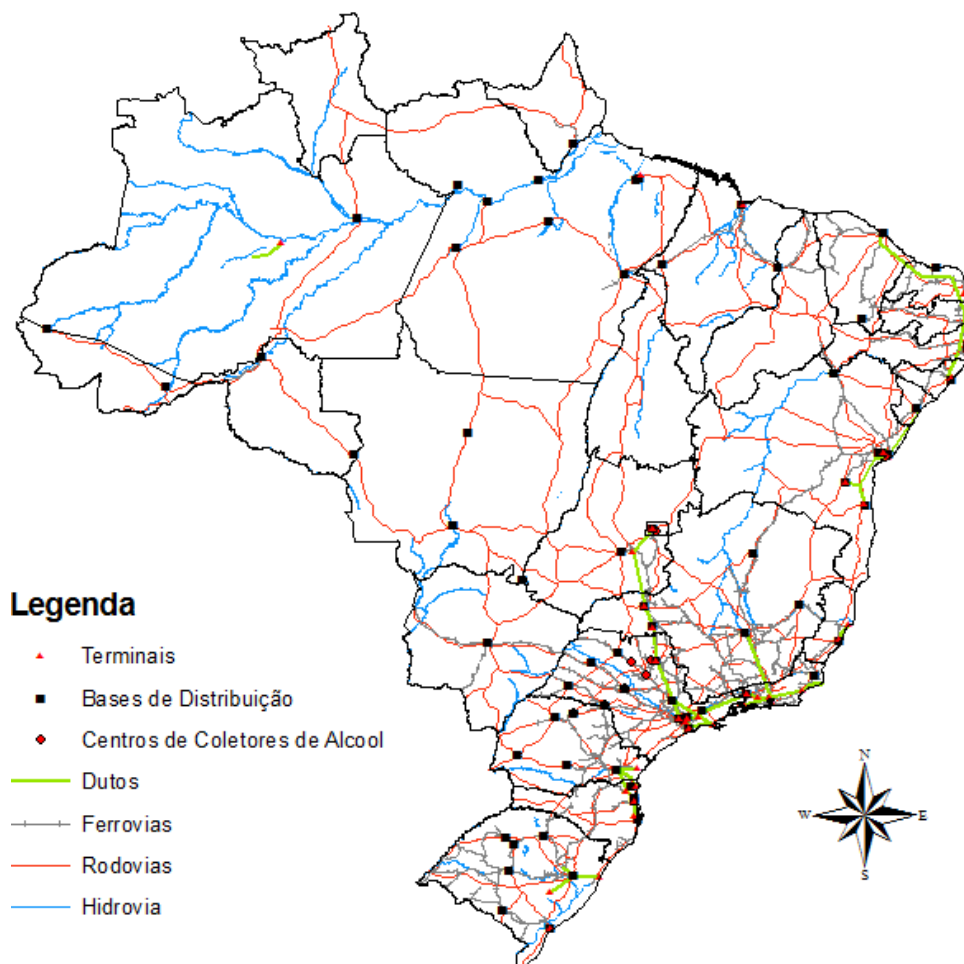 Legenda
Terminais
Bases de Distribuição
Centros de Coletores de Alcool
Dutos
Ferrovias
Rodovias
Hidrovia
N
W
E
S